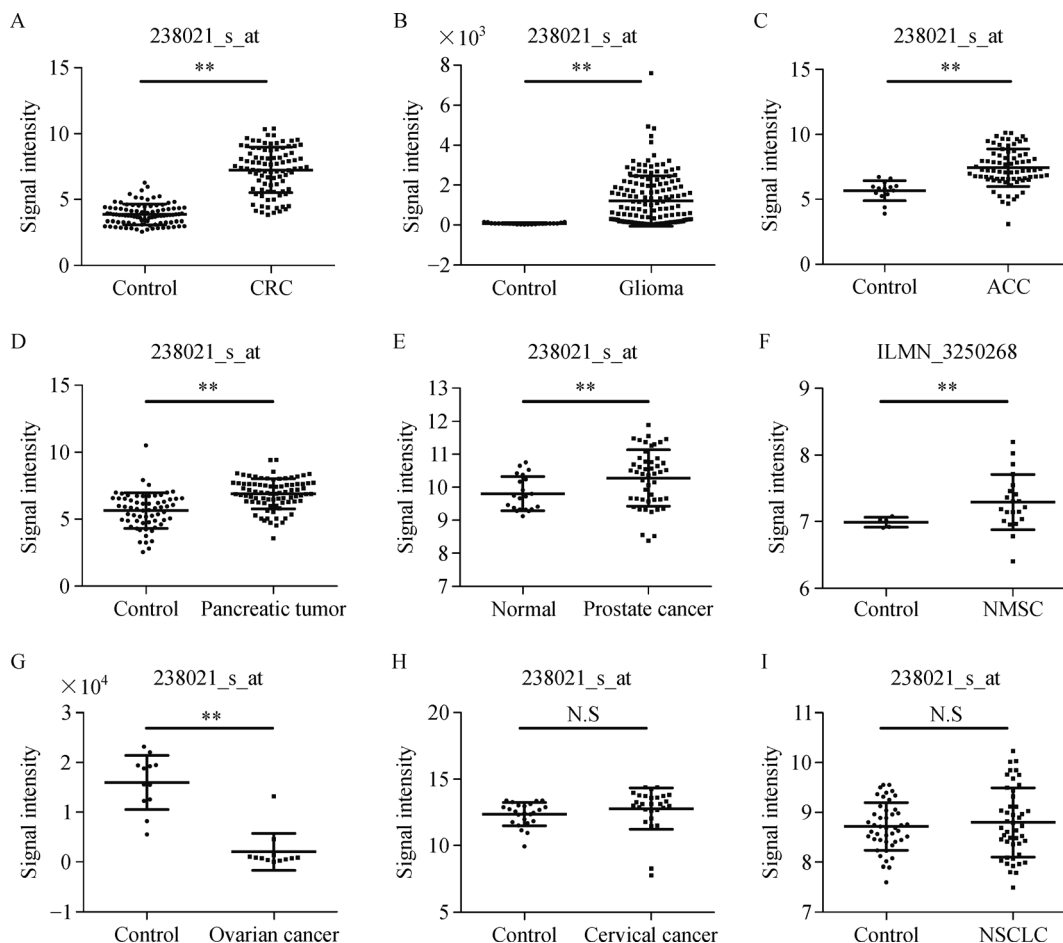 A
238021_s_at
**
Signal intensity
15
10
5
0
Control
CRC
B
×10³
238021_s_at
**
Signal intensity
8
6
4
2
0
−2
Control
Glioma
C
238021_s_at
**
Signal intensity
15
10
5
0
Control
ACC
D
238021_s_at
**
Signal intensity
15
10
5
0
Control
Pancreatic tumor
E
238021_s_at
**
Signal intensity
13
12
11
10
9
8
7
Normal
Prostate cancer
F
ILMN_3250268
**
Signal intensity
9
8
7
6
Control
NMSC
G
×10⁴
238021_s_at
**
Signal intensity
3
2
1
0
−1
Control
Ovarian cancer
H
238021_s_at
N.S
Signal intensity
20
15
10
5
Control
Cervical cancer
I
238021_s_at
N.S
Signal intensity
11
10
9
8
7
Control
NSCLC